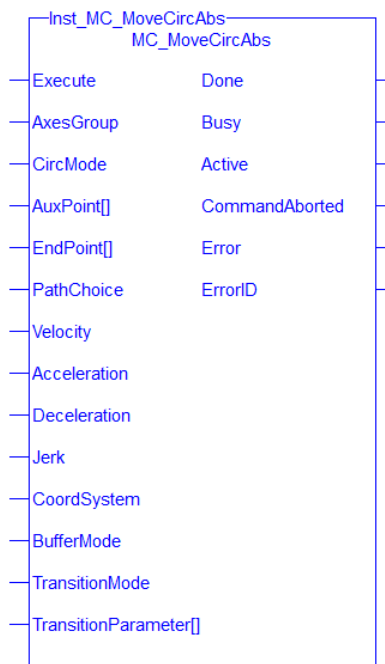 Inst_MC_MoveCircAbs
MC_MoveCircAbs
Execute Done
AxesGroup Busy
CircMode Active
AuxPoint[] CommandAborted
EndPoint[] Error
PathChoice ErrorID
Velocity
Acceleration
Deceleration
Jerk
CoordSystem
BufferMode
TransitionMode
TransitionParameter[]